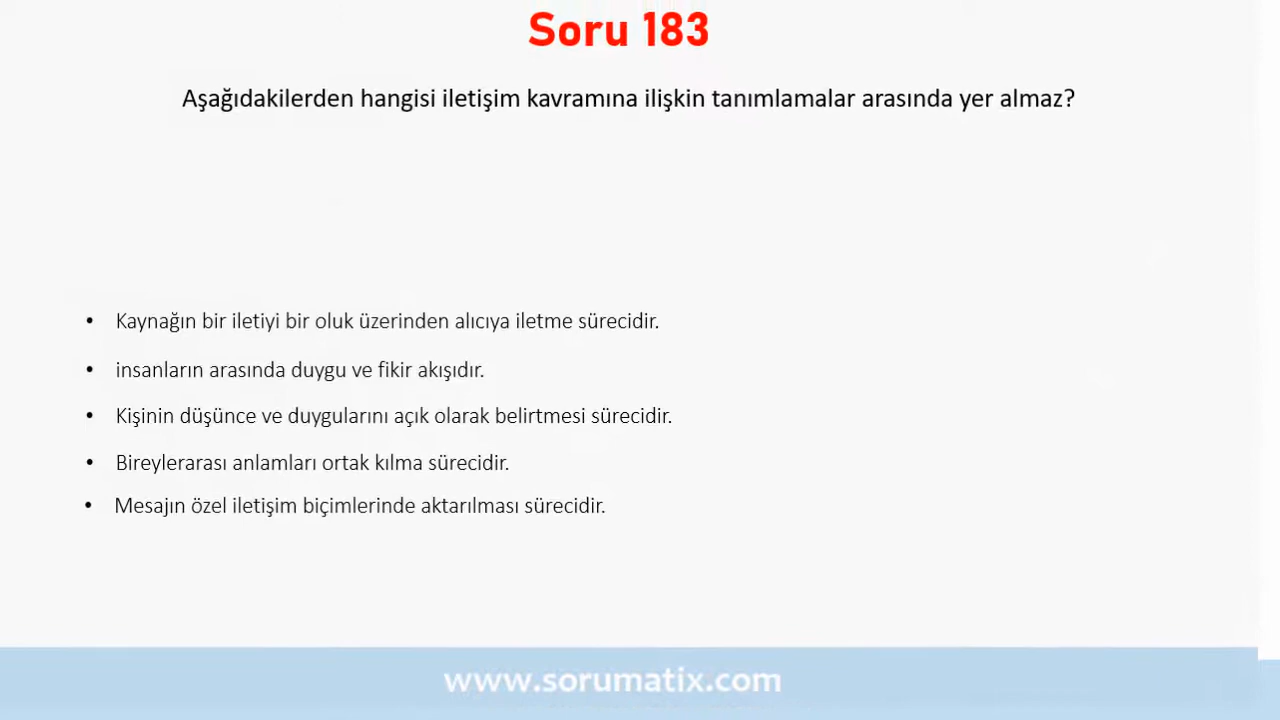 Soru 183
Aşağıdakilerden hangisi iletişim kavramına ilişkin tanımlamalar arasında yer almaz?
• Kaynağın bir iletiyi bir oluk üzerinden alıcıya iletme sürecidir.
• insanların arasında duygu ve fikir akışıdır.
• Kişinin düşünce ve duygularını açık olarak belirtmesi sürecidir.
• Bireylerarası anlamları ortak kılma sürecidir.
• Mesajın özel iletişim biçimlerinde aktarılması sürecidir.
www.sorumatix.com